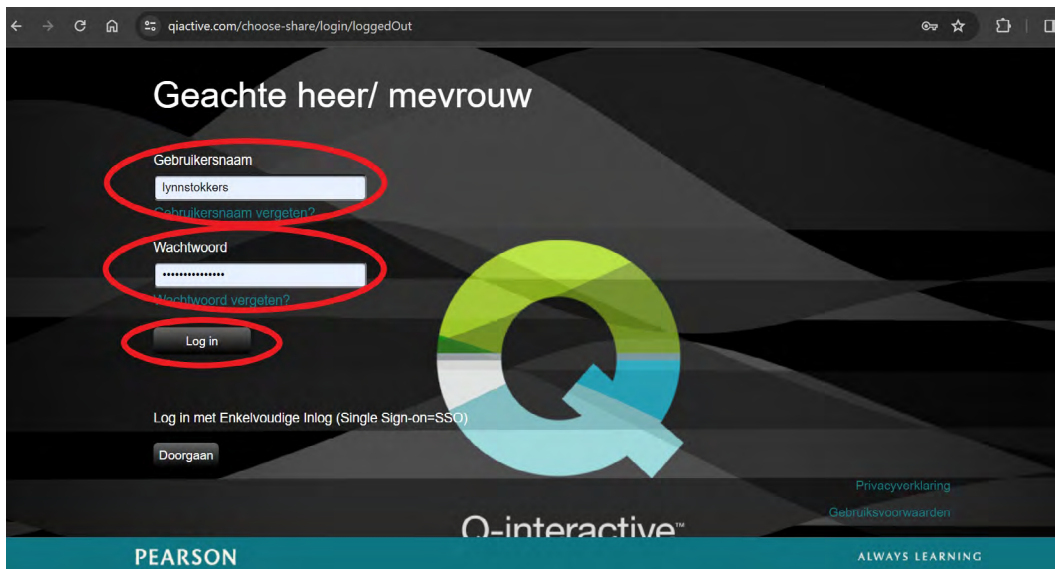 qiactive.com/choose-share/login/loggedOut
Geachte heer/ mevrouw
Gebruikersnaam
lynnstokkers
Gebruikersnaam vergeten?
Wachtwoord
•••••••••••••••
Wachtwoord vergeten?
Log in
Log in met Enkelvoudige Inlog (Single Sign-on=SSO)
Doorgaan
Privacyverklaring
Gebruiksvoorwaarden
Q-interactive™
PEARSON
ALWAYS LEARNING